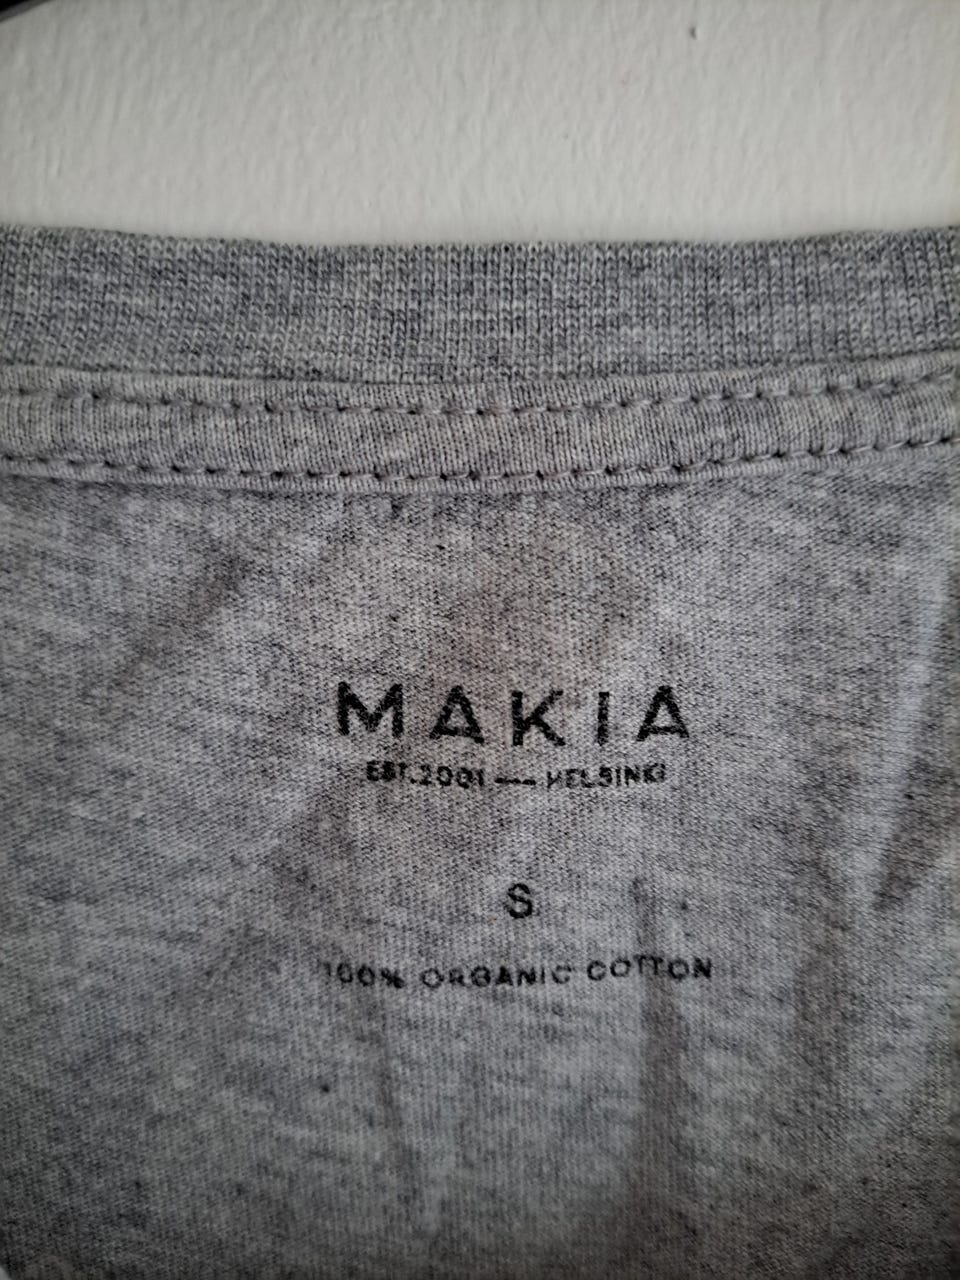 MAKIA
EST.2001 — HELSINKI
S
100% ORGANIC COTTON